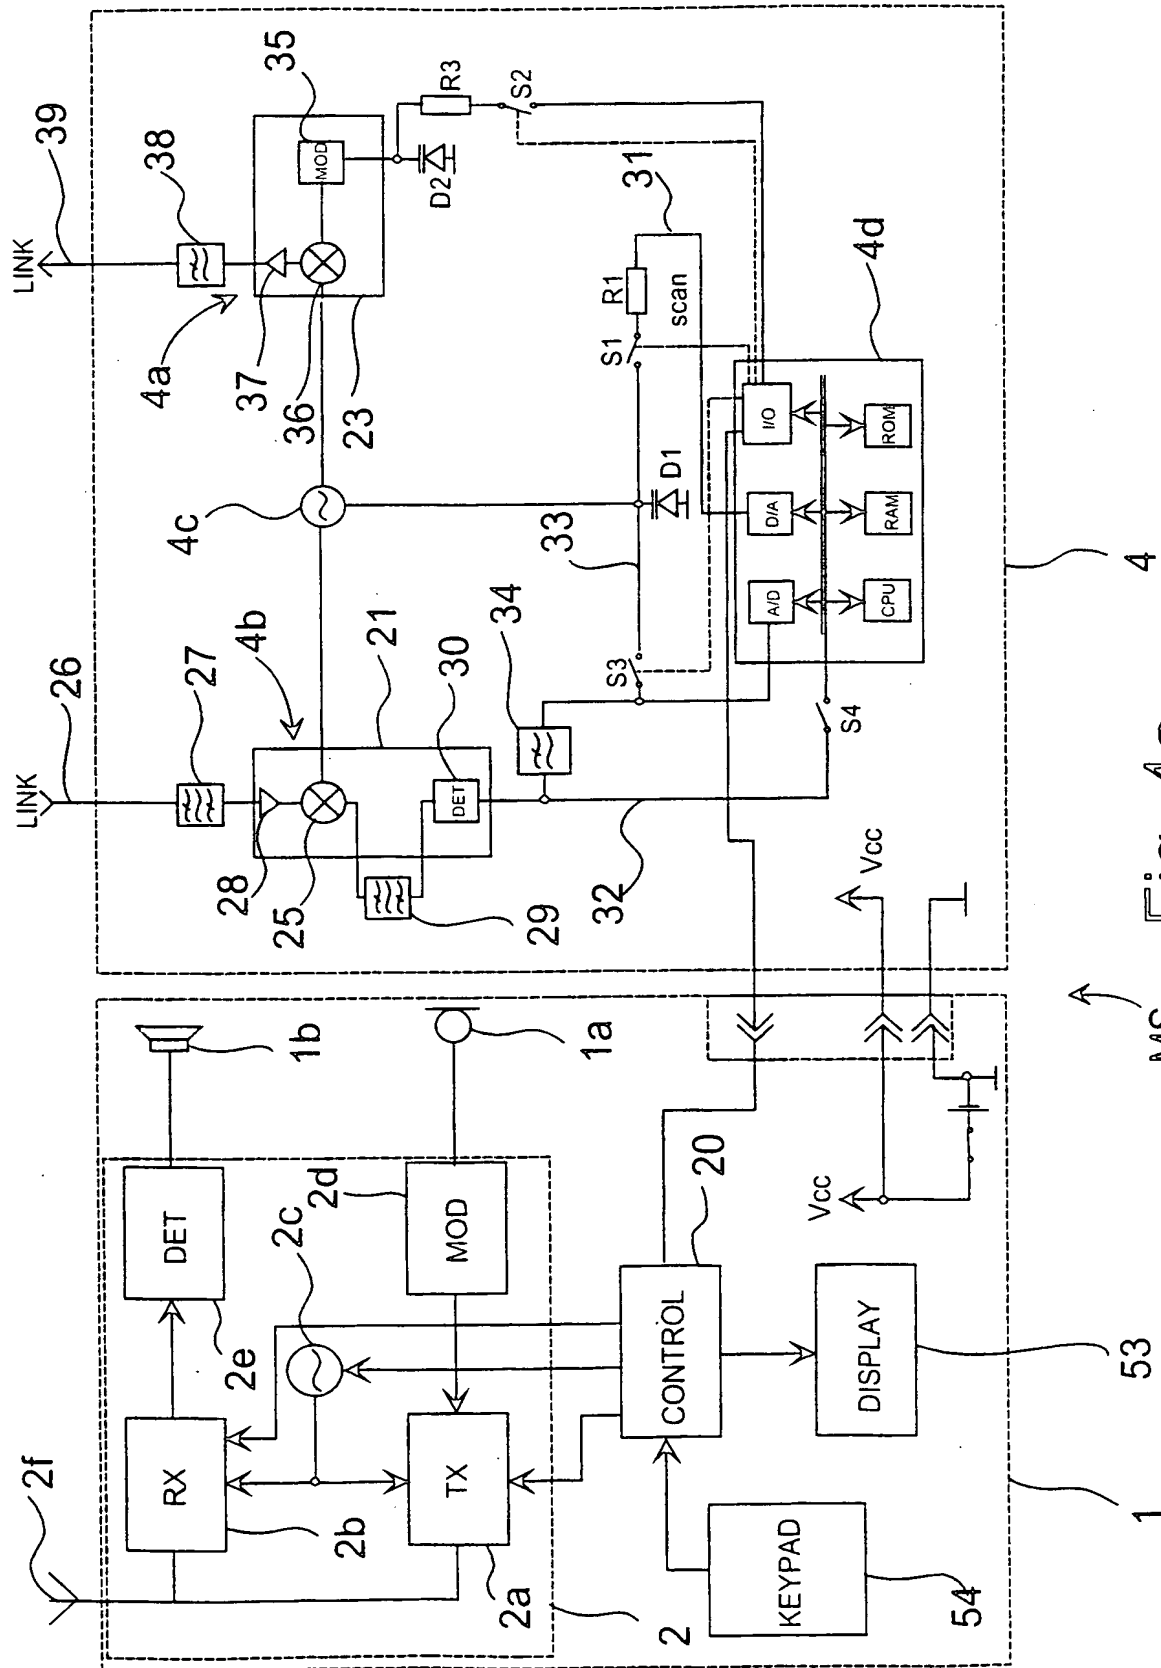 2f
RX
2b
DET
2e
1b
2c
TX
2a
MOD
2d
1a
2
CONTROL
20
KEYPAD
54
DISPLAY
53
1
Vcc
Vcc
LINK
26
27
28
25
4b
21
29
DET
30
32
34
33
S3
S4
4c
LINK
39
38
4a
37
36
23
MOD
35
D2
R3
S2
31
R1
scan
S1
D1
4d
A/D
D/A
I/O
CPU
RAM
ROM
4